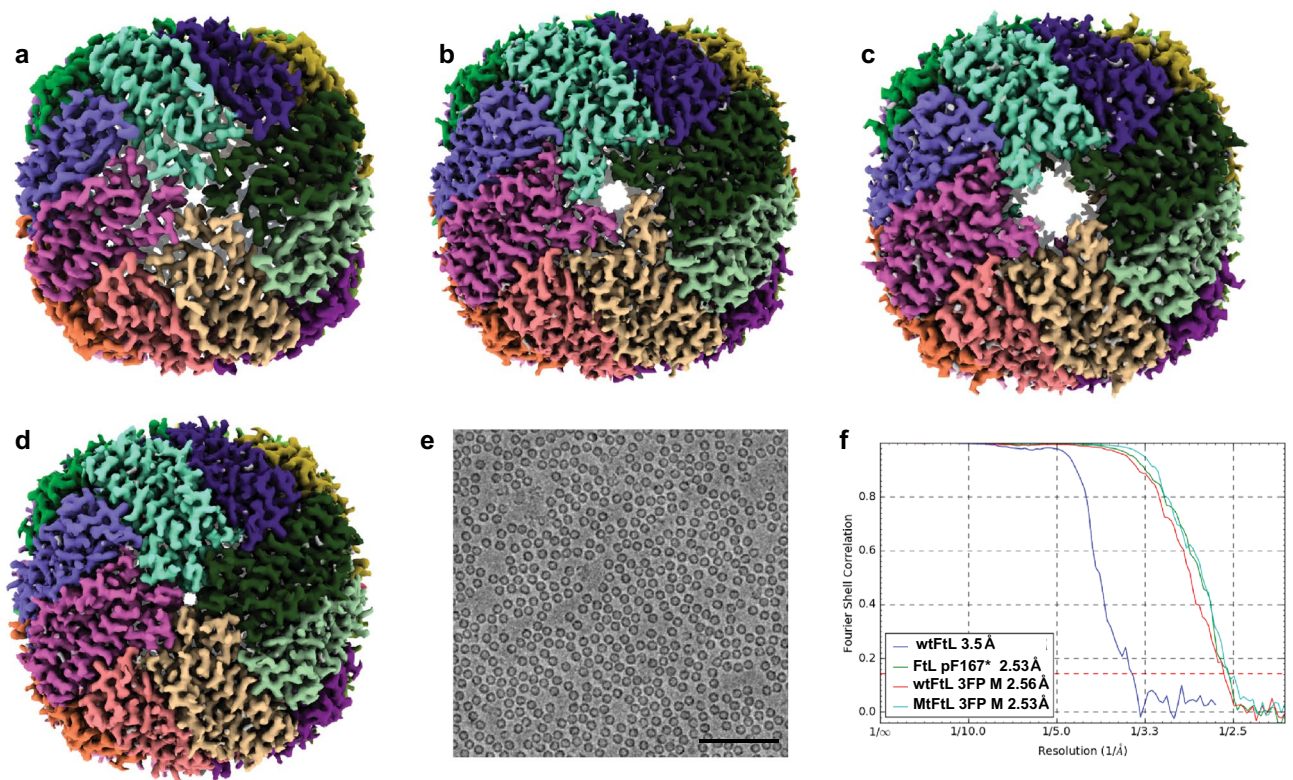 a
b
c
d
e
f
Fourier Shell Correlation
0.8
0.6
0.4
0.2
0.0
wtFtL 3.5Å
FtL pF167* 2.53Å
wtFtL 3FP M 2.56Å
MtFtL 3FP M 2.53Å
1/∞
1/10.0
1/5.0
1/3.3
1/2.5
Resolution (1/Å)